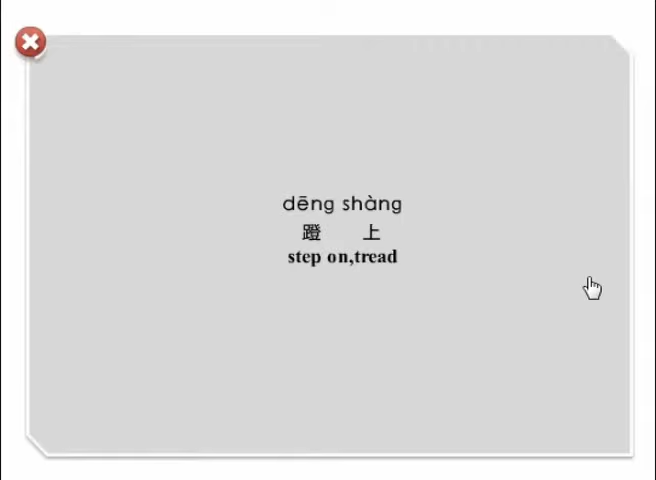 dēng shàng
蹬 上
step on,tread